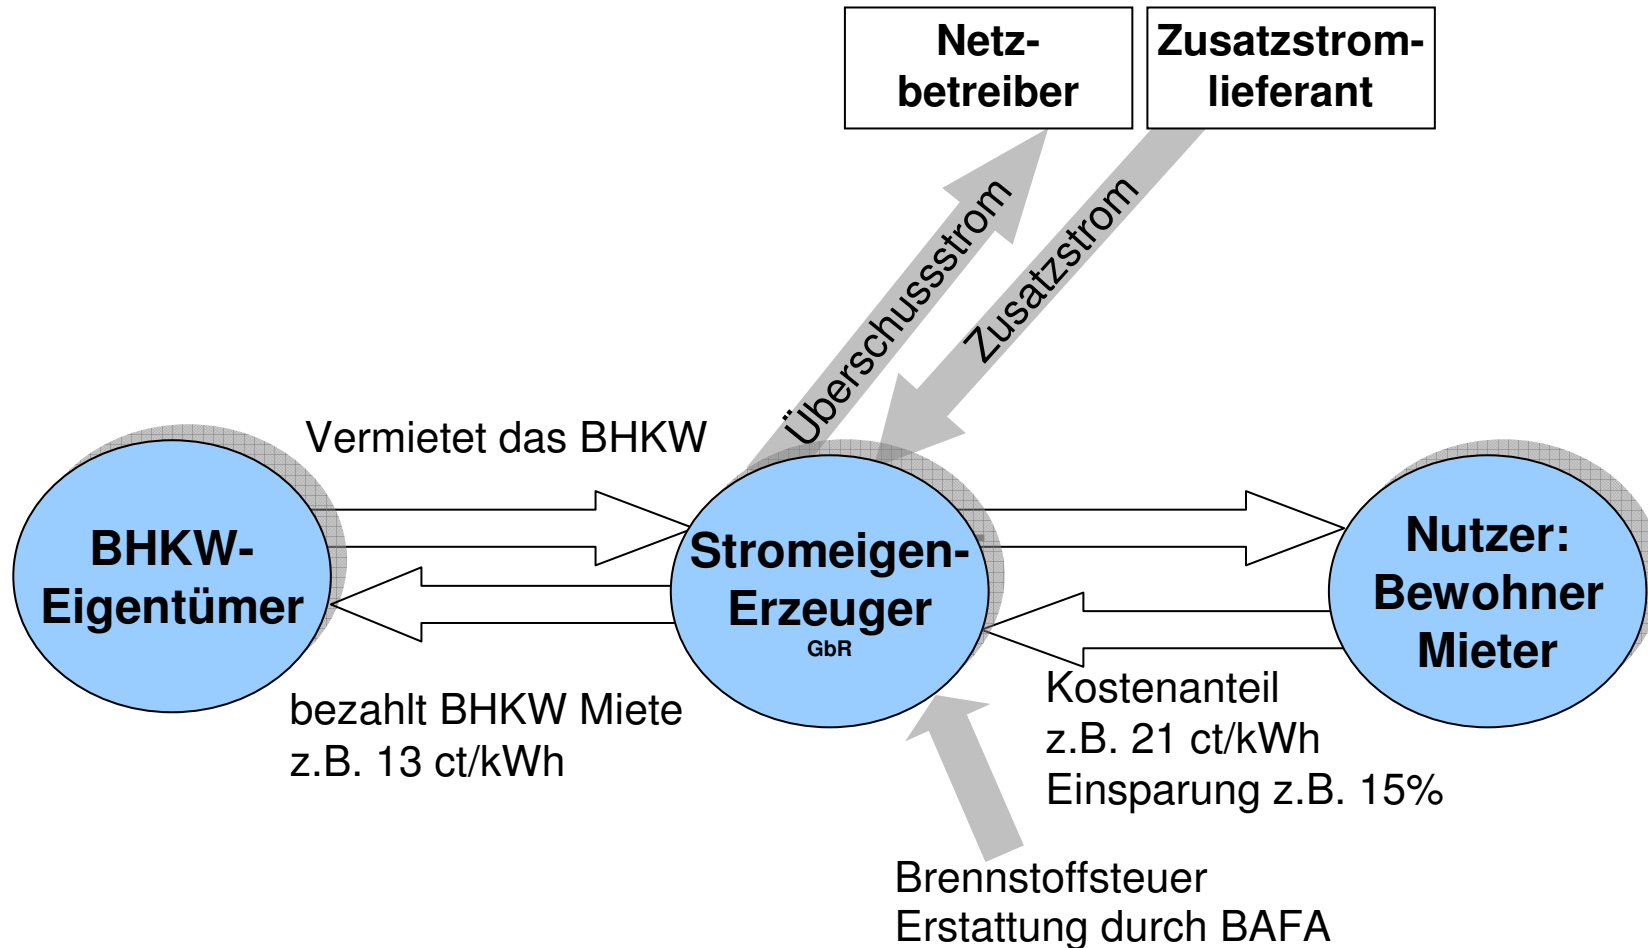 Netz-
betreiber
Zusatzstrom-
lieferant
Überschussstrom
Zusatzstrom
Vermietet das BHKW
BHKW-
Eigentümer
Stromeigen-
Erzeuger
GbR
Nutzer:
Bewohner
Mieter
bezahlt BHKW Miete
z.B. 13 ct/kWh
Kostenanteil
z.B. 21 ct/kWh
Einsparung z.B. 15%
Brennstoffsteuer
Erstattung durch BAFA